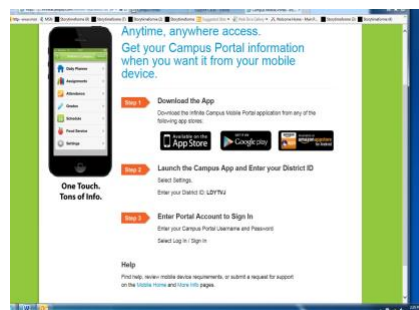 Anytime, anywhere access.
Get your Campus Portal information
when you want it from your mobile
device.
Daily Planner
Assignments
Attendance
Grades
Schedule
Food Service
Settings
One Touch.
Tons of Info.
Step 1
Download the App
Download the Infinite Campus Mobile Portal application from any of the
following app stores:
Available on the
App Store
Google play
Step 2
Launch the Campus App and Enter your District ID
Select Settings.
Enter your District ID:
Step 3
Enter Portal Account to Sign In
Enter your Campus Portal Username and Password.
Select Log In / Sign In
Help
Find help, review mobile device requirements, or submit a request for support
on the Mobile Home and More Info pages.